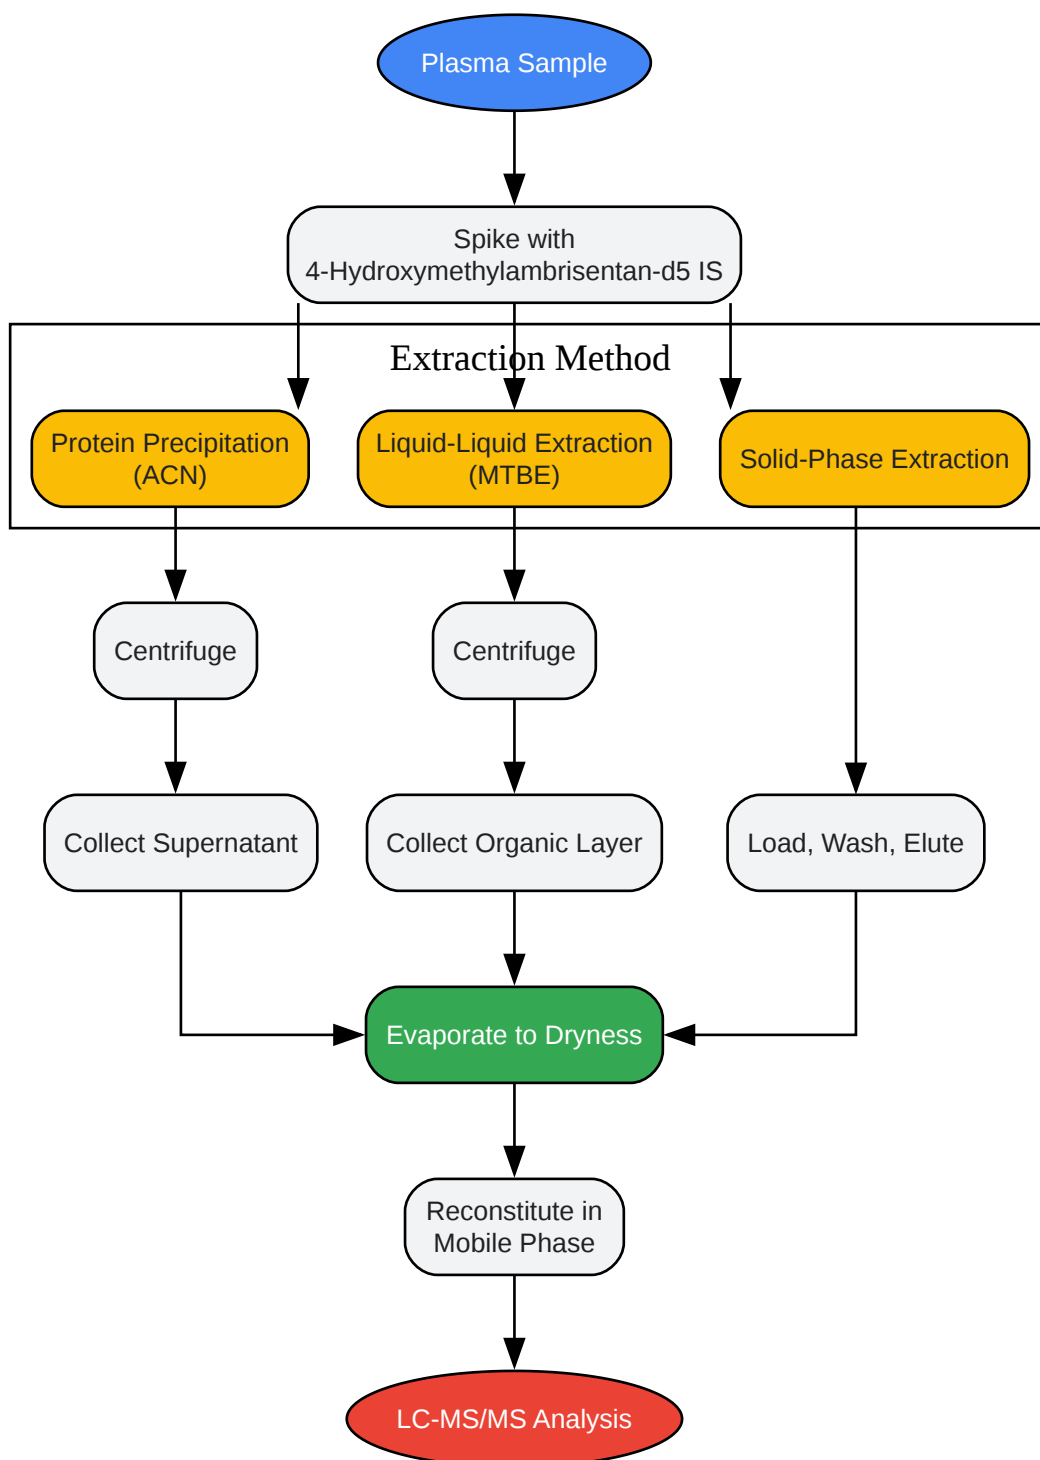 Plasma Sample
Spike with
4-Hydroxymethylambrisentan-d5 IS
Extraction Method
Protein Precipitation
(ACN)
Liquid-Liquid Extraction
(MTBE)
Solid-Phase Extraction
Centrifuge
Centrifuge
Collect Supernatant
Collect Organic Layer
Load, Wash, Elute
Evaporate to Dryness
Reconstitute in
Mobile Phase
LC-MS/MS Analysis